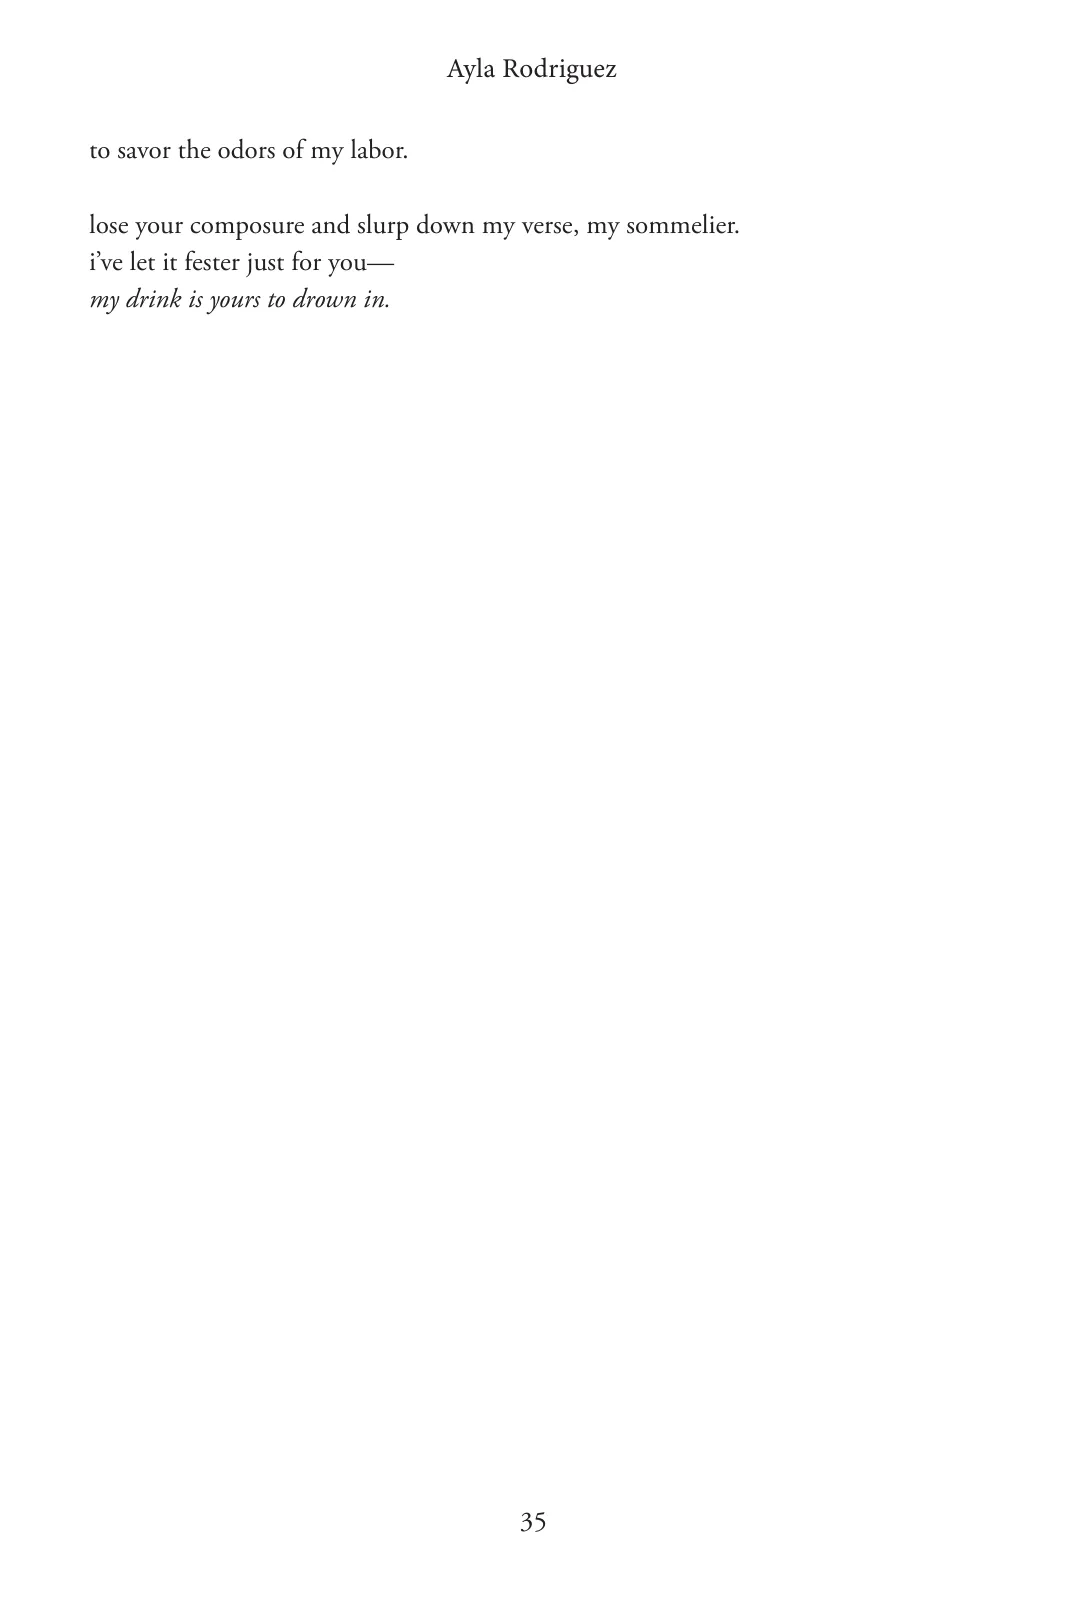 Ayla Rodriguez
to savor the odors of my labor.
lose your composure and slurp down my verse, my sommelier.
i’ve let it fester just for you—
my drink is yours to drown in.
35